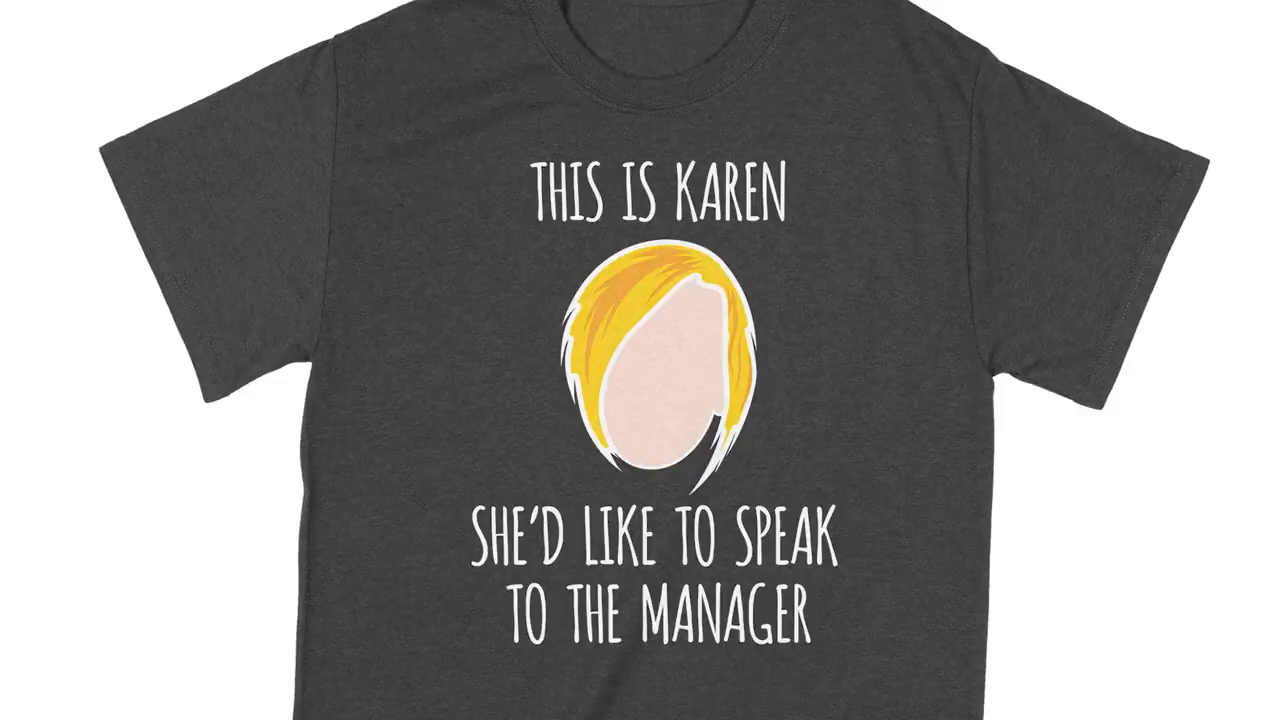 THIS IS KAREN
SHE'D LIKE TO SPEAK
TO THE MANAGER